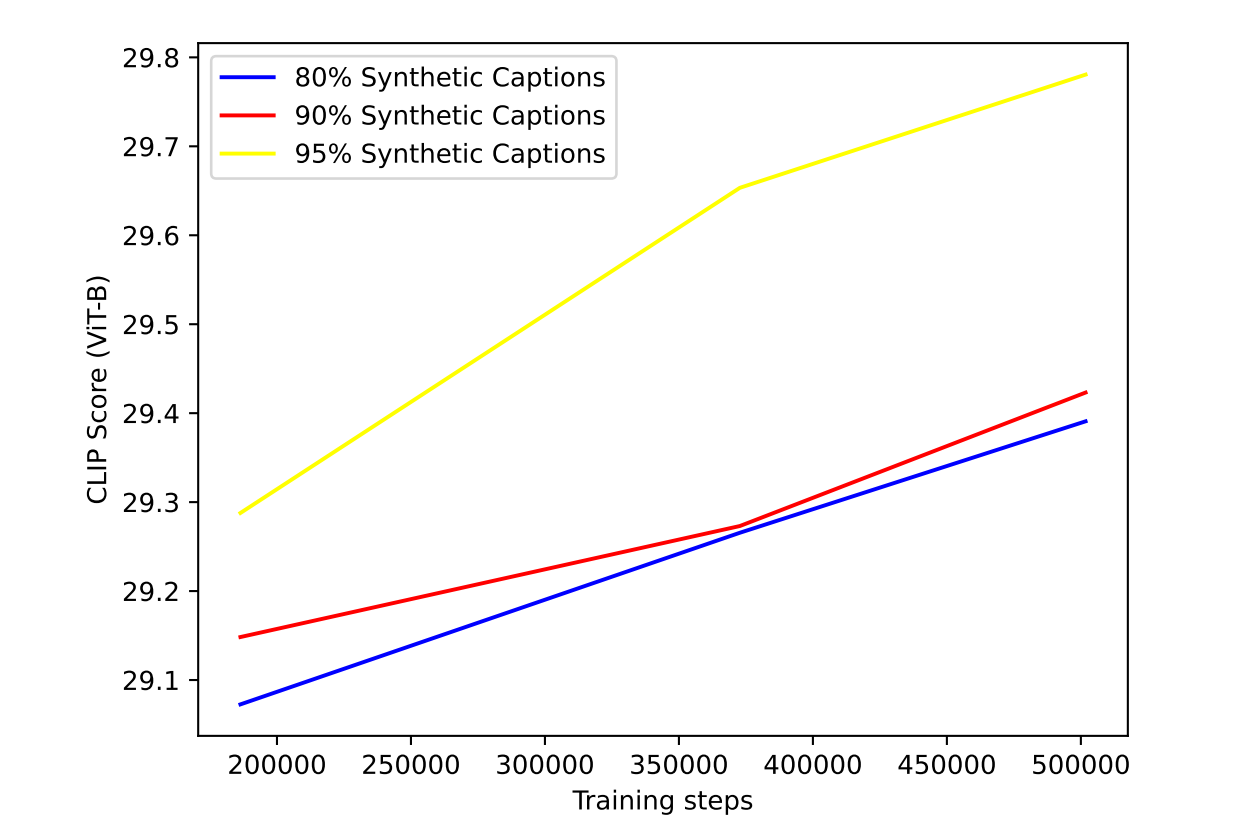 29.8
29.7
29.6
29.5
29.4
29.3
29.2
29.1
CLIP Score (ViT-B)
80% Synthetic Captions
90% Synthetic Captions
95% Synthetic Captions
200000 250000 300000 350000 400000 450000 500000
Training steps